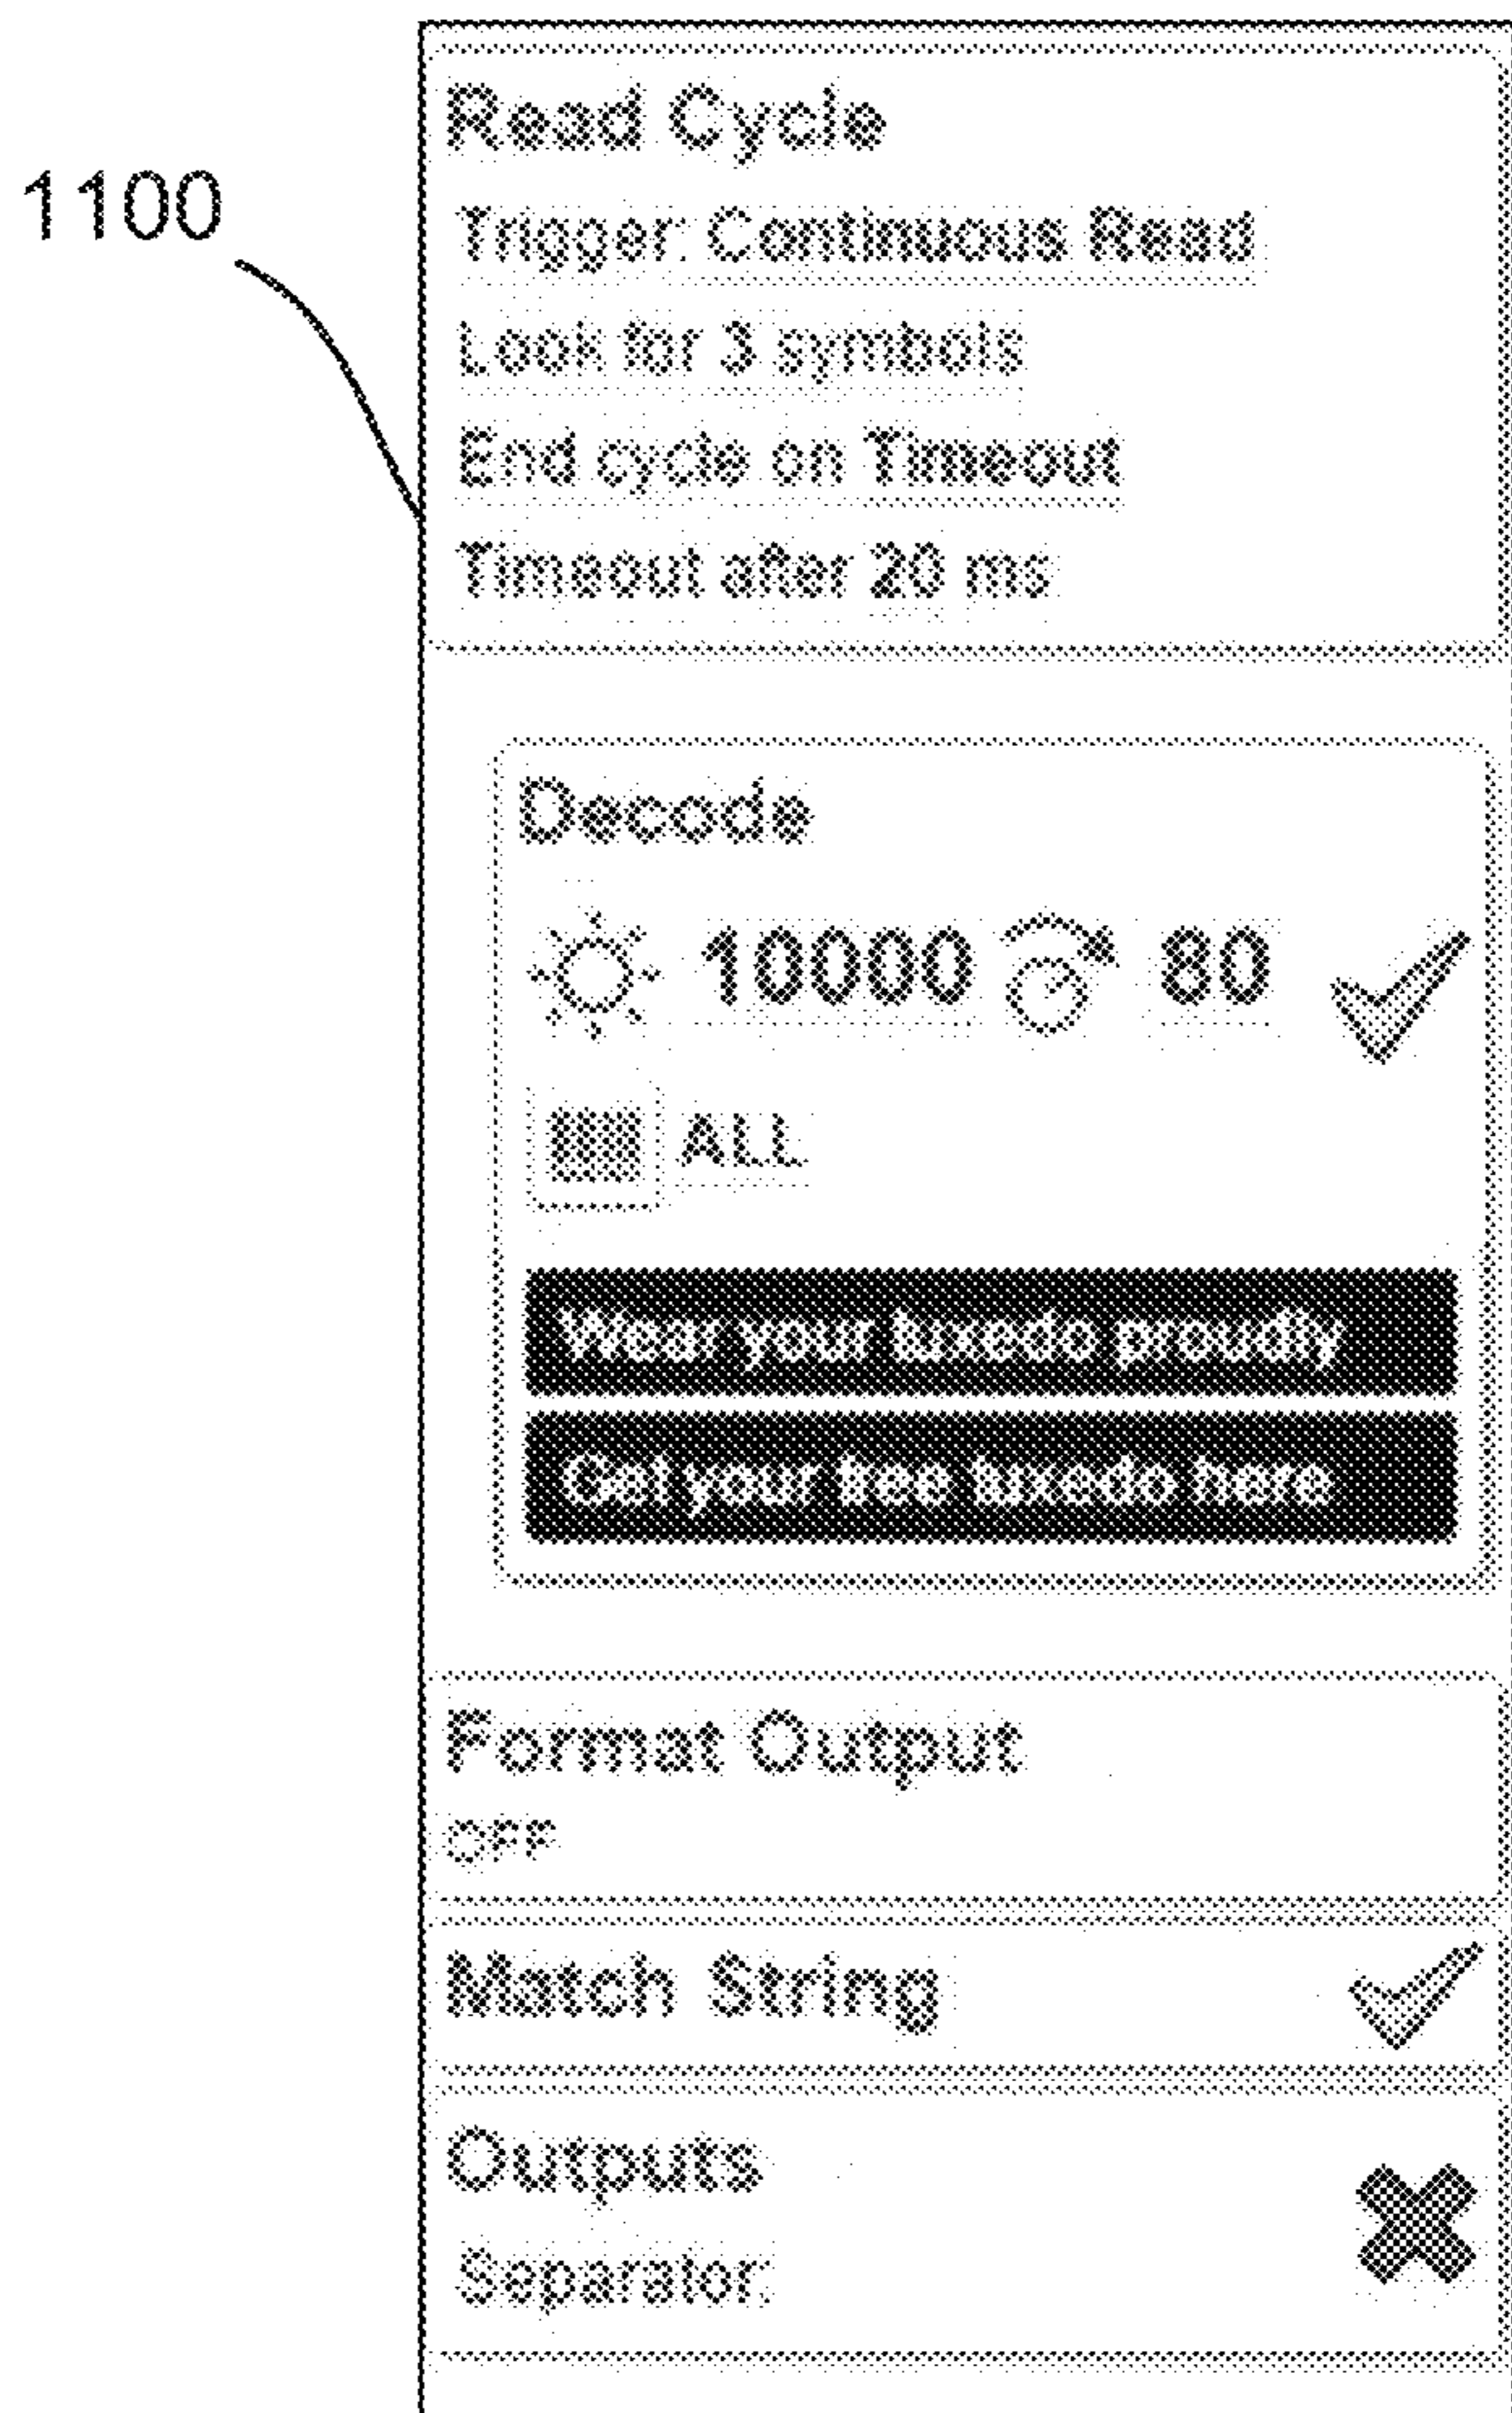 Read Cycle
1100
Trigger: Continuous Read
Look for 3 symbols
End cycle on Timeout
Timeout after 20 ms
Decode
10000 80
ALL
Wear your tuxedo proudly
Get your free tuxedo here
Format Output
OFF
Match String
Outputs
Separator: